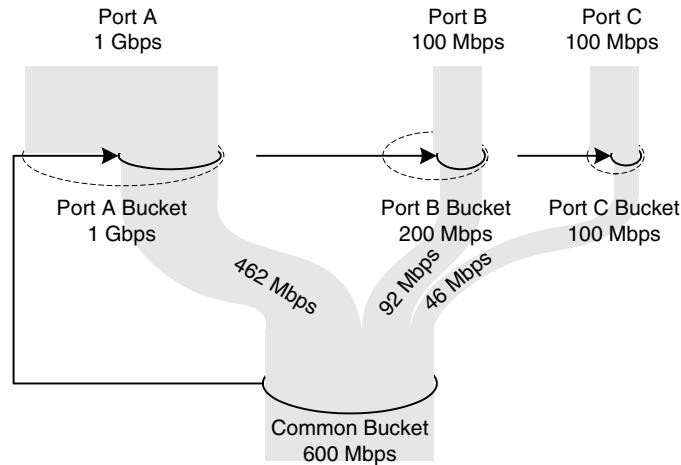 Port A
1 Gbps
Port B
100 Mbps
Port C
100 Mbps
Port A Bucket
1 Gbps
Port B Bucket
200 Mbps
Port C Bucket
100 Mbps
462 Mbps
92 Mbps
46 Mbps
Common Bucket
600 Mbps